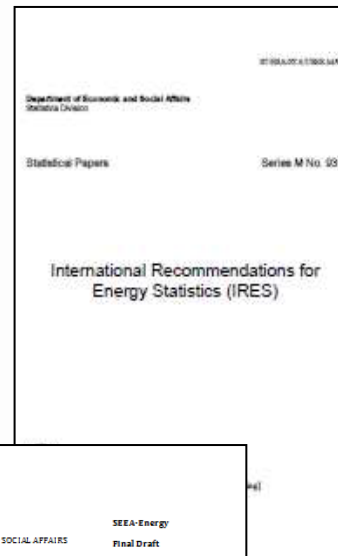 Department of Economic and Social Affairs
Statistics Division
Statistical Papers Series M No. 93
International Recommendations for
Energy Statistics (IRES)
SEEA-Energy
SOCIAL AFFAIRS Final Draft